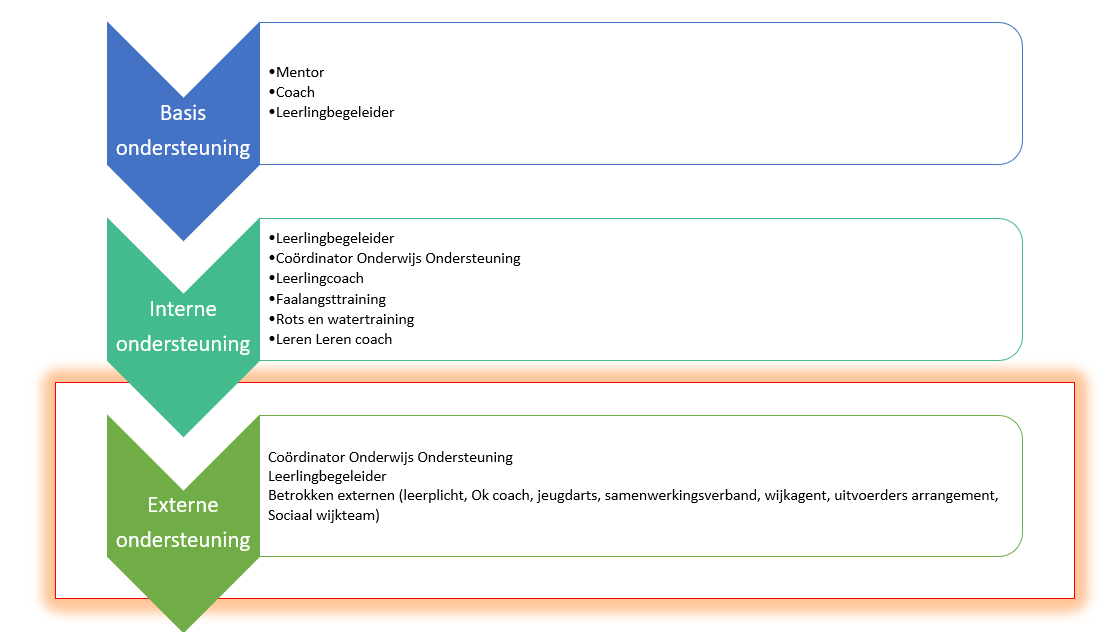 Basis
ondersteuning
•Mentor
•Coach
•Leerlingbegeleider
Interne
ondersteuning
•Leerlingbegeleider
•Coördinator Onderwijs Ondersteuning
•Leerlingcoach
•Faalangsttraining
•Rots en watertraining
•Leren Leren coach
Externe
ondersteuning
Coördinator Onderwijs Ondersteuning
Leerlingbegeleider
Betrokken externen (leerplicht, Ok coach, jeugdarts, samenwerkingsverband, wijkagent, uitvoerders arrangement,
Sociaal wijkteam)